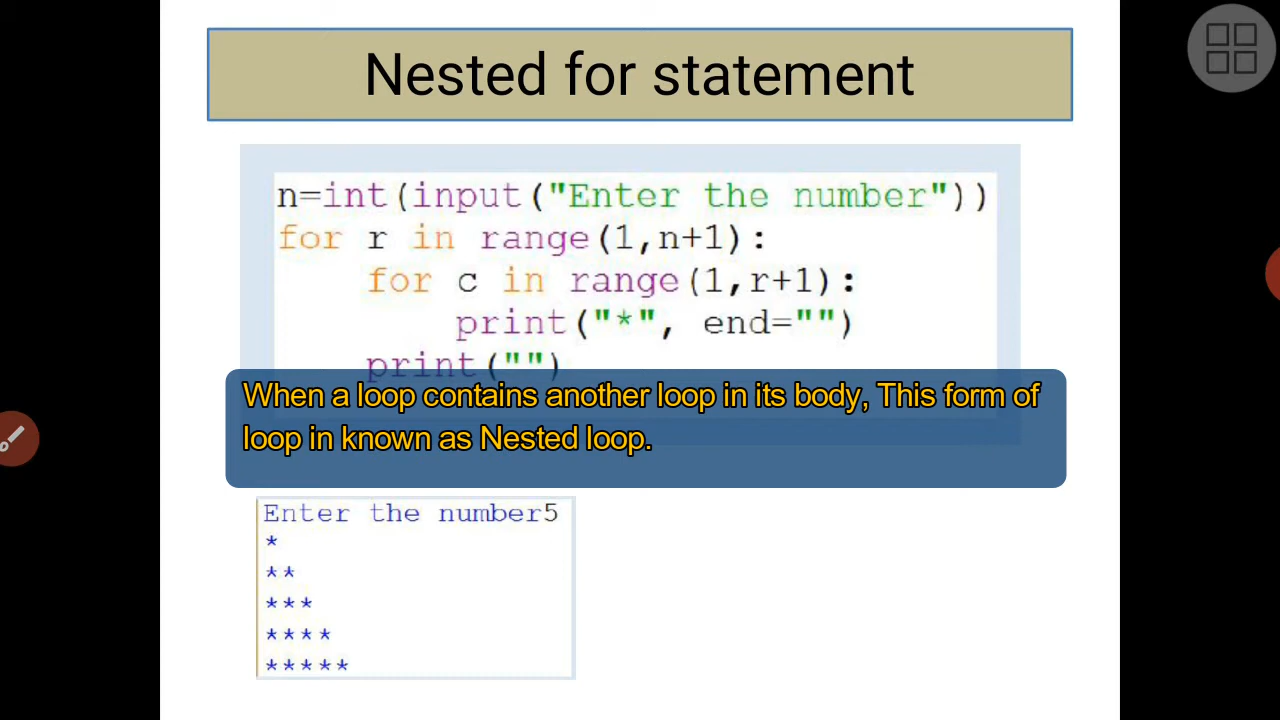 Nested for statement
n=int(input("Enter the number"))
for r in range(1,n+1):
for c in range(1,r+1):
print("*", end="")
print("")
When a loop contains another loop in its body, This form of
loop in known as Nested loop.
Enter the number5
*
**
***
****
*****